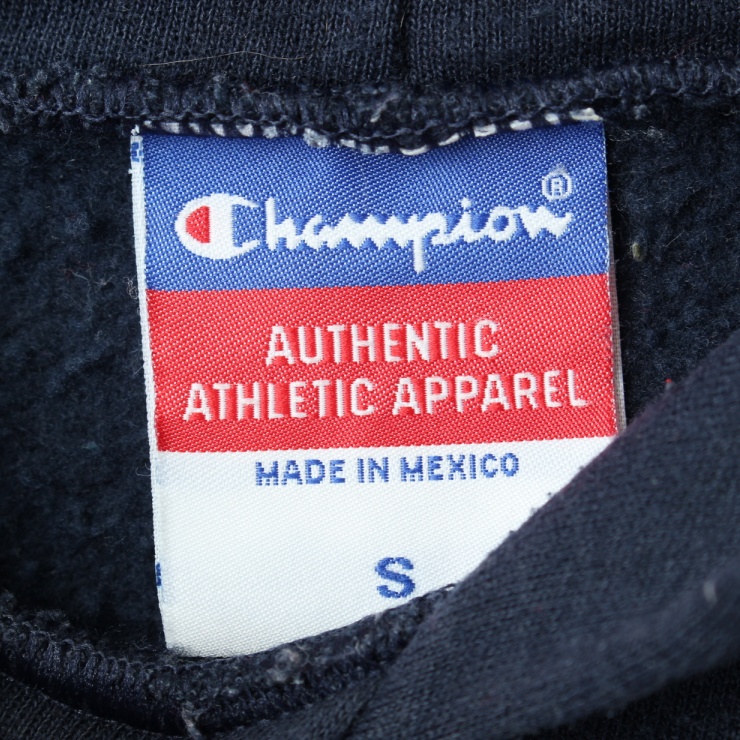 Champion®
AUTHENTIC
ATHLETIC APPAREL
MADE IN MEXICO
S